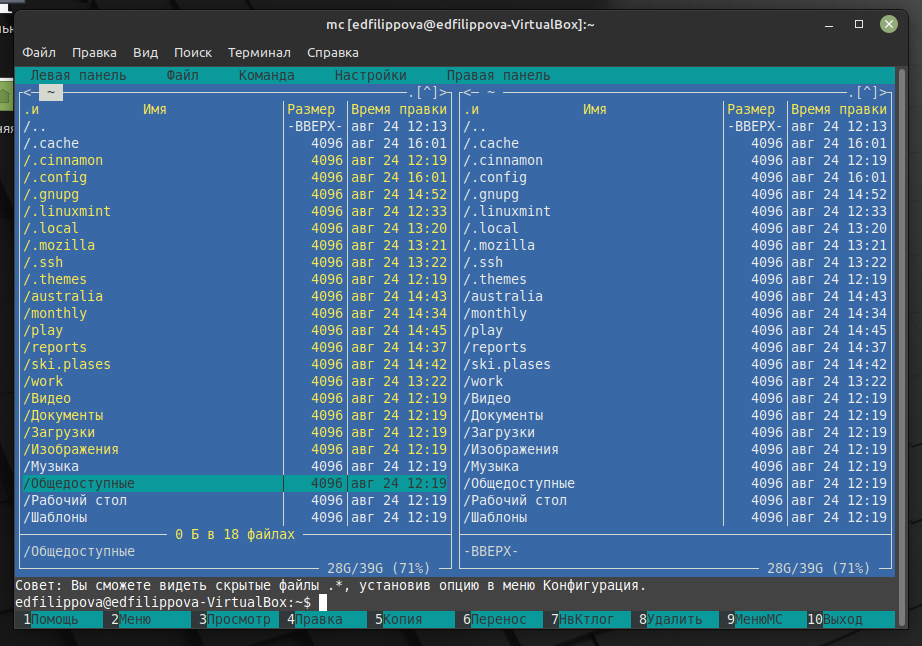 mc [edfilippova@edfilippova-VirtualBox]:~
Файл Правка Вид Поиск Терминал Справка
Левая панель Файл Команда Настройки Правая панель
<─ ~ .[^]> <─ ~ .[^]>
.и Имя Размер Время правки .и Имя Размер Время правки
/.. -ВВЕРХ- авг 24 12:13 /.. -ВВЕРХ- авг 24 12:13
/.cache 4096 авг 24 16:01 /.cache 4096 авг 24 16:01
/.cinnamon 4096 авг 24 12:19 /.cinnamon 4096 авг 24 12:19
/.config 4096 авг 24 16:01 /.config 4096 авг 24 16:01
/.gnupg 4096 авг 24 14:52 /.gnupg 4096 авг 24 14:52
/.linuxmint 4096 авг 24 12:33 /.linuxmint 4096 авг 24 12:33
/.local 4096 авг 24 13:20 /.local 4096 авг 24 13:20
/.mozilla 4096 авг 24 13:21 /.mozilla 4096 авг 24 13:21
/.ssh 4096 авг 24 13:22 /.ssh 4096 авг 24 13:22
/.themes 4096 авг 24 12:19 /.themes 4096 авг 24 12:19
/australia 4096 авг 24 14:43 /australia 4096 авг 24 14:43
/monthly 4096 авг 24 14:34 /monthly 4096 авг 24 14:34
/play 4096 авг 24 14:45 /play 4096 авг 24 14:45
/reports 4096 авг 24 14:37 /reports 4096 авг 24 14:37
/ski.plases 4096 авг 24 14:42 /ski.plases 4096 авг 24 14:42
/work 4096 авг 24 13:22 /work 4096 авг 24 13:22
/Видео 4096 авг 24 12:19 /Видео 4096 авг 24 12:19
/Документы 4096 авг 24 12:19 /Документы 4096 авг 24 12:19
/Загрузки 4096 авг 24 12:19 /Загрузки 4096 авг 24 12:19
/Изображения 4096 авг 24 12:19 /Изображения 4096 авг 24 12:19
/Музыка 4096 авг 24 12:19 /Музыка 4096 авг 24 12:19
/Общедоступные 4096 авг 24 12:19 /Общедоступные 4096 авг 24 12:19
/Рабочий стол 4096 авг 24 12:19 /Рабочий стол 4096 авг 24 12:19
/Шаблоны 4096 авг 24 12:19 /Шаблоны 4096 авг 24 12:19
0 Б в 18 файлах
/Общедоступные -ВВЕРХ-
28G/39G (71%) 28G/39G (71%)
Совет: Вы сможете видеть скрытые файлы .*, установив опцию в меню Конфигурация.
edfilippova@edfilippova-VirtualBox:~$
1Помощь 2Меню 3Просмотр 4Правка 5Копия 6Перенос 7НвКтлог 8Удалить 9МенюМС 10Выход